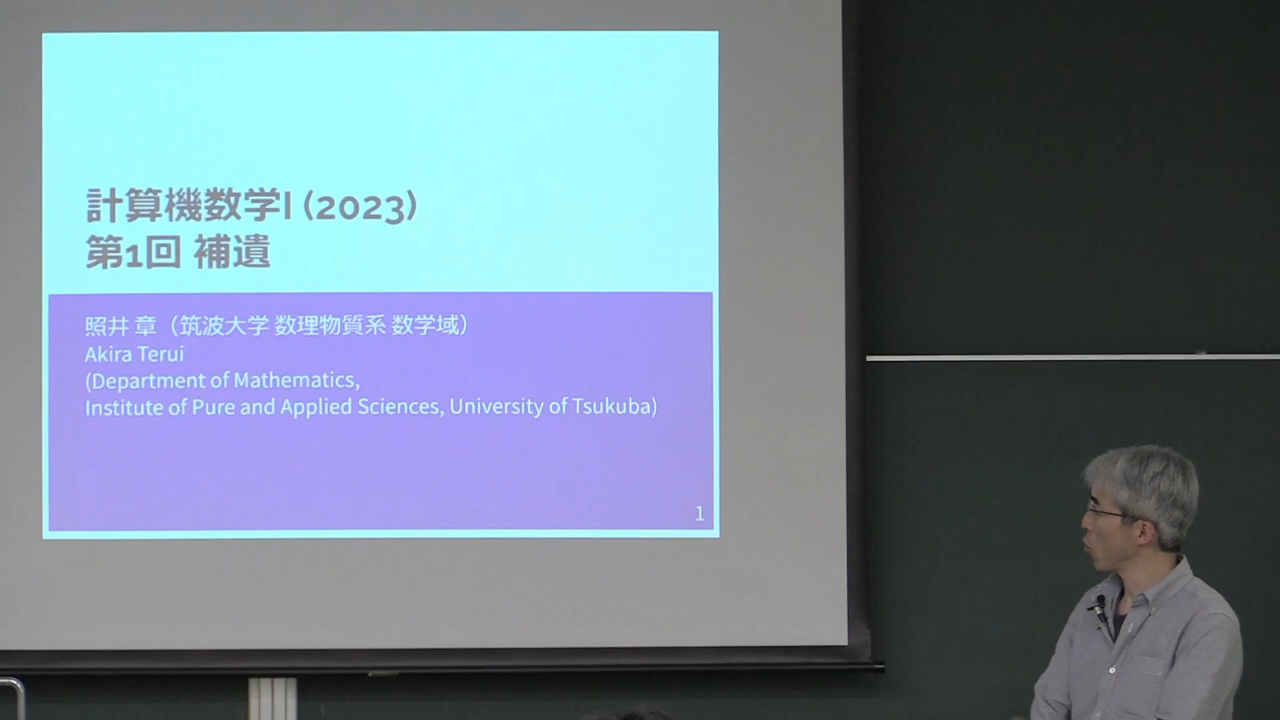 計算機数学I (2023)
第1回 補遺
照井 章（筑波大学 数理物質系 数学域）
Akira Terui
(Department of Mathematics,
Institute of Pure and Applied Sciences, University of Tsukuba)
1